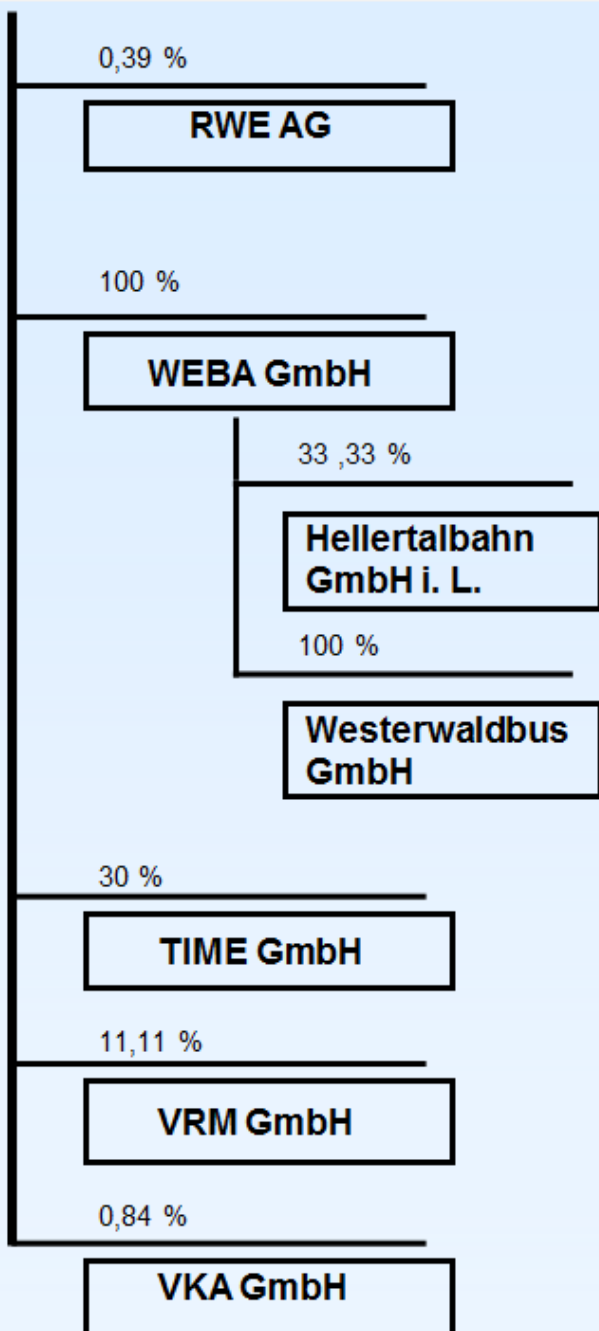 0,39 %
RWE AG
100 %
WEBA GmbH
33 ,33 %
Hellertalbahn
GmbH i. L.
100 %
Westerwaldbus
GmbH
30 %
TIME GmbH
11,11 %
VRM GmbH
0,84 %
VKA GmbH